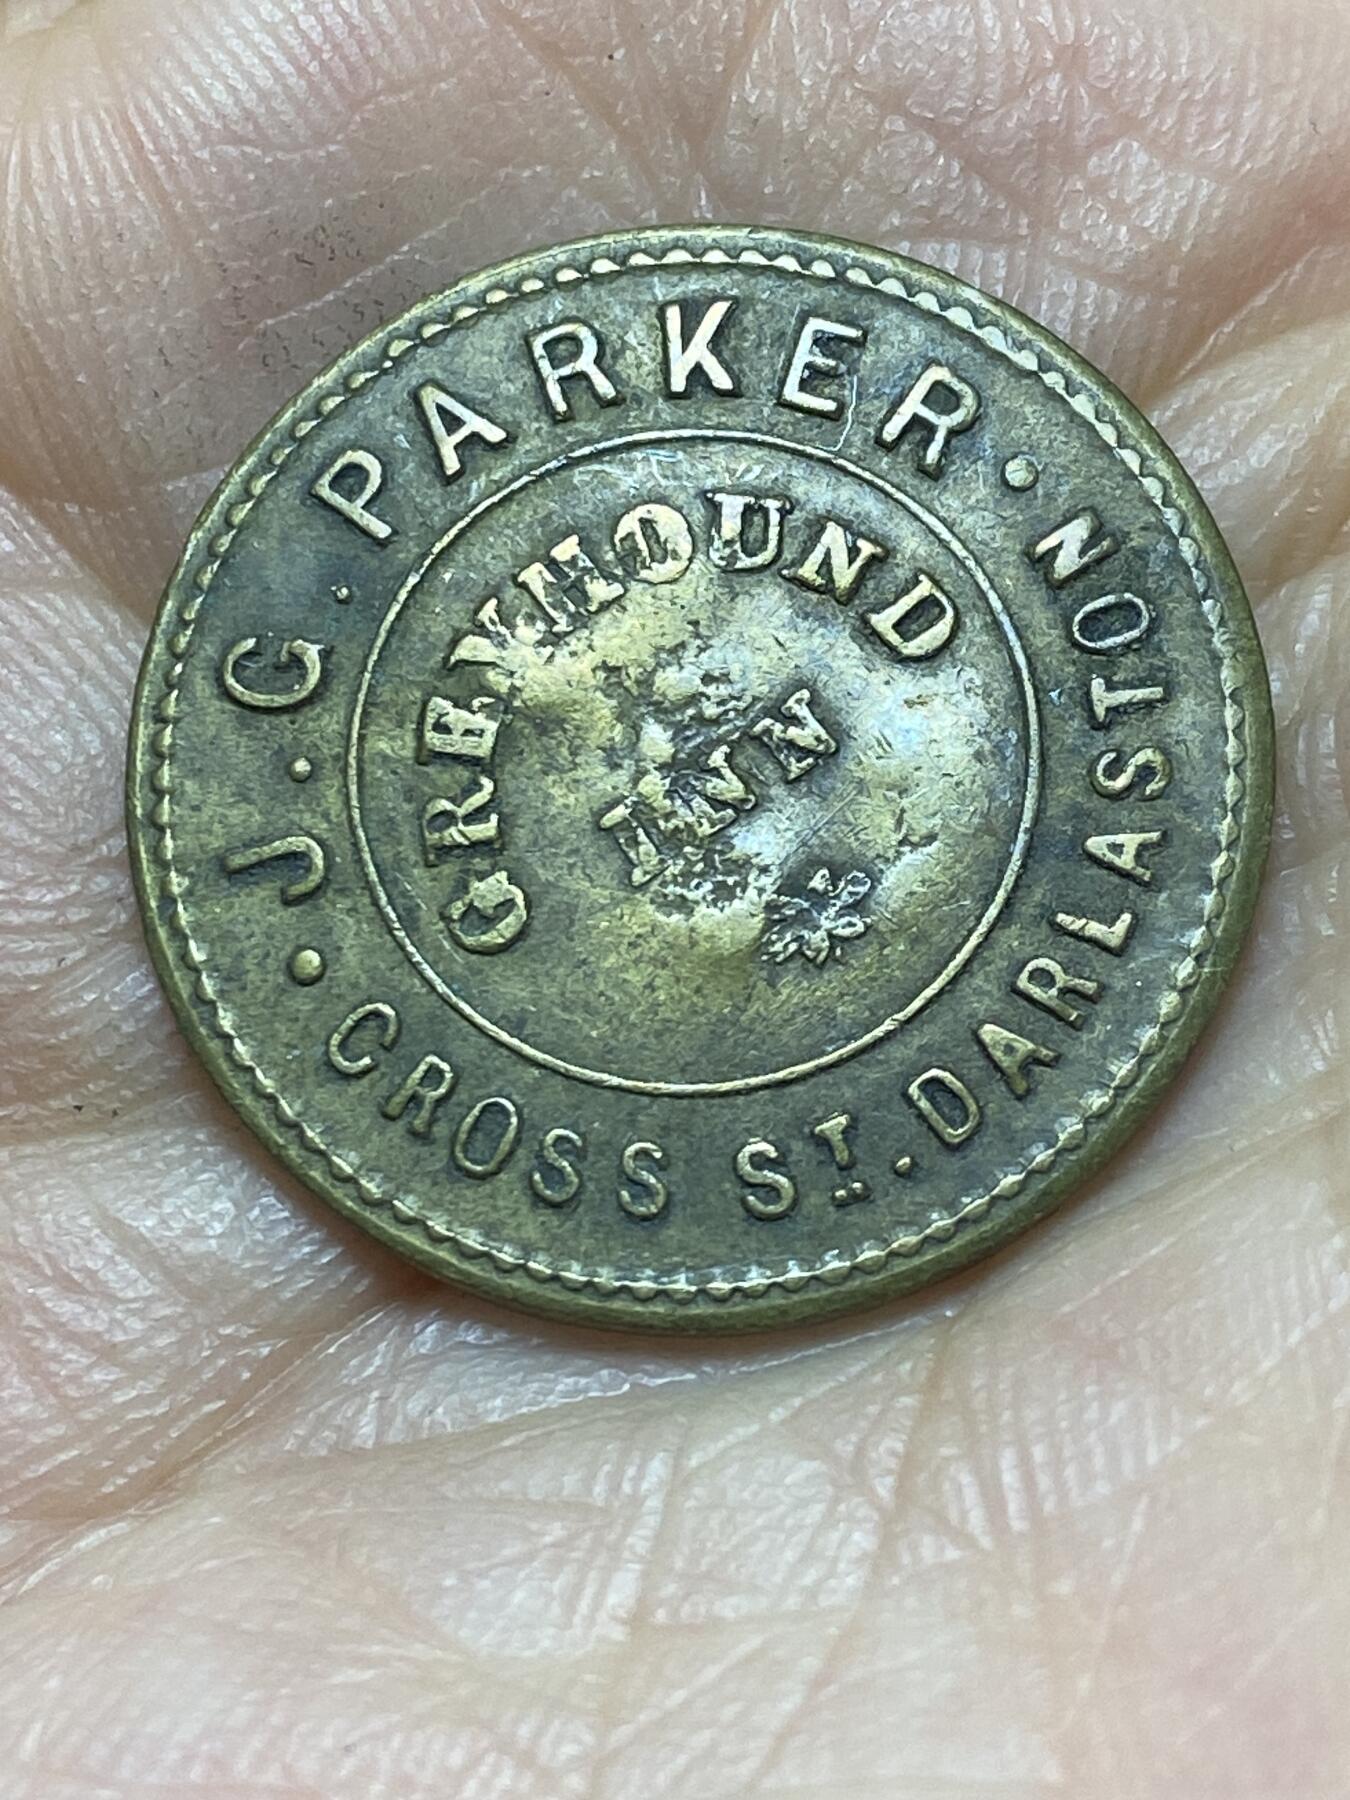 J. G. PARKER
CROSS ST. DARLASTON
GREYHOUND
INN